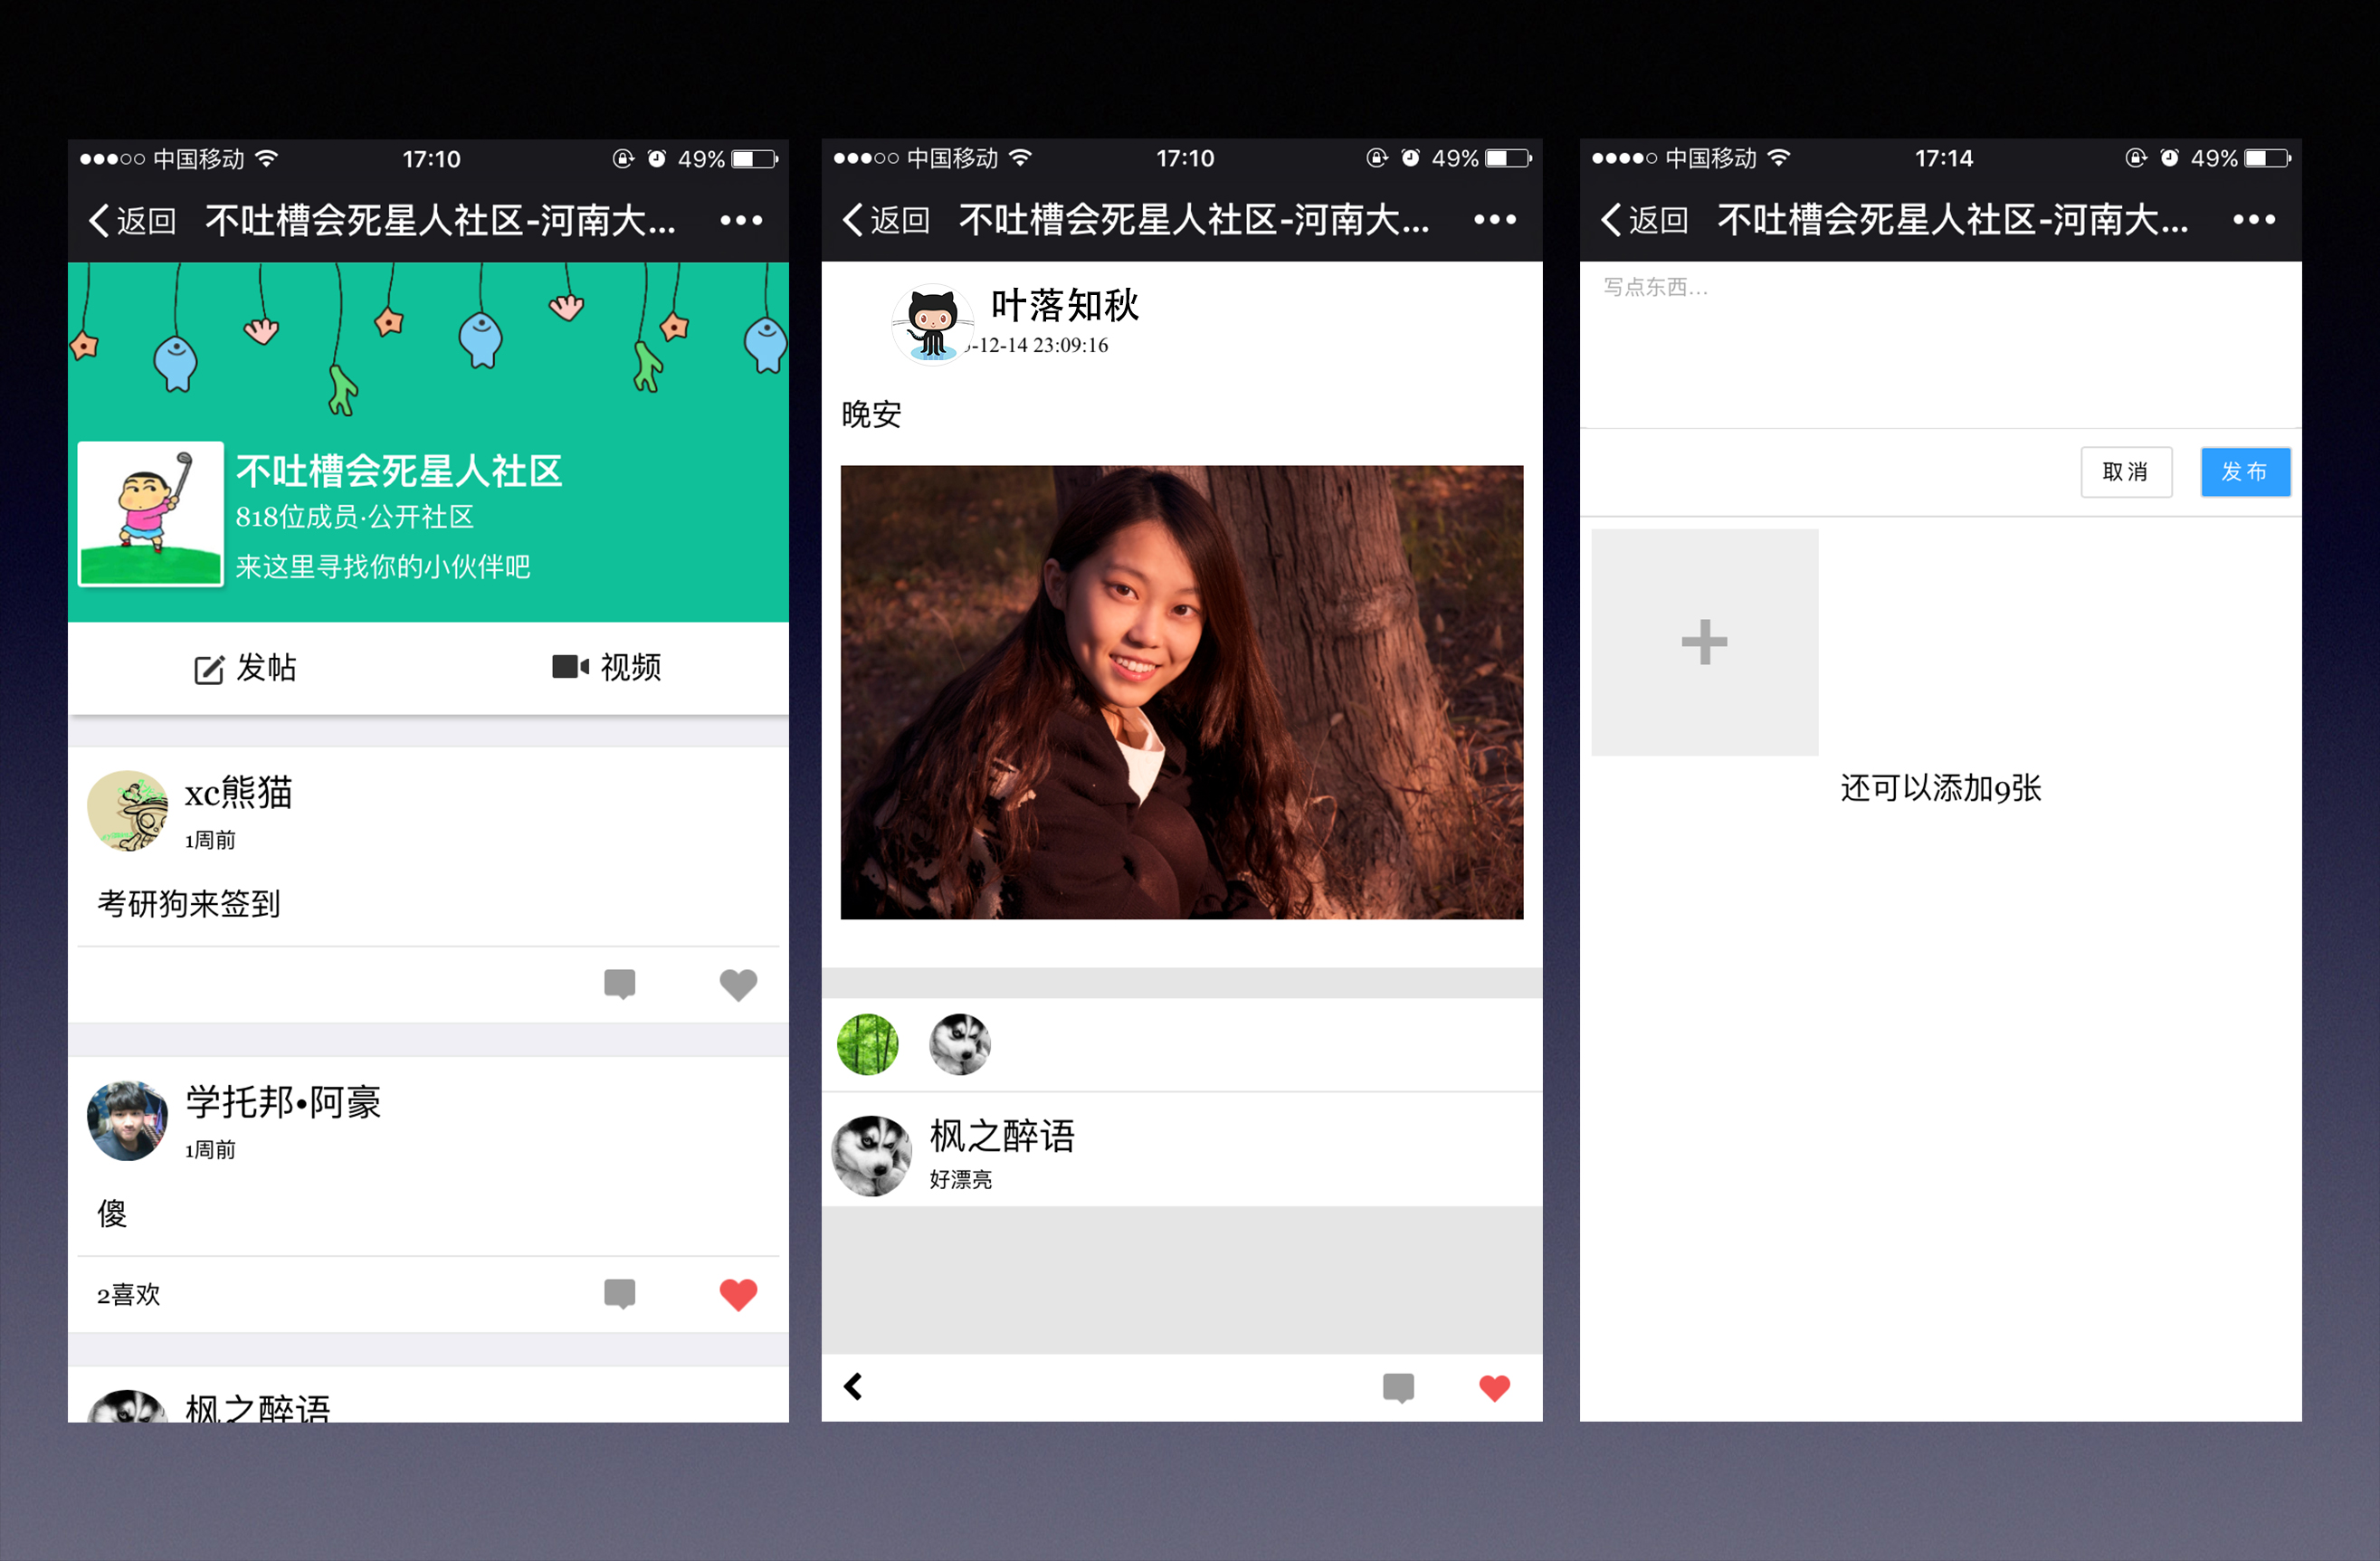 中国移动
17:10
49%
返回
不吐槽会死星人社区-河南大...
不吐槽会死星人社区
818位成员·公开社区
来这里寻找你的小伙伴吧
发帖
视频
xc熊猫
1周前
考研狗来签到
学托邦•阿豪
1周前
傻
2喜欢
枫之醉语
中国移动
17:10
49%
返回
不吐槽会死星人社区-河南大...
叶落知秋
-12-14 23:09:16
晚安
枫之醉语
好漂亮
中国移动
17:14
49%
返回
不吐槽会死星人社区-河南大...
写点东西...
取消
发布
还可以添加9张